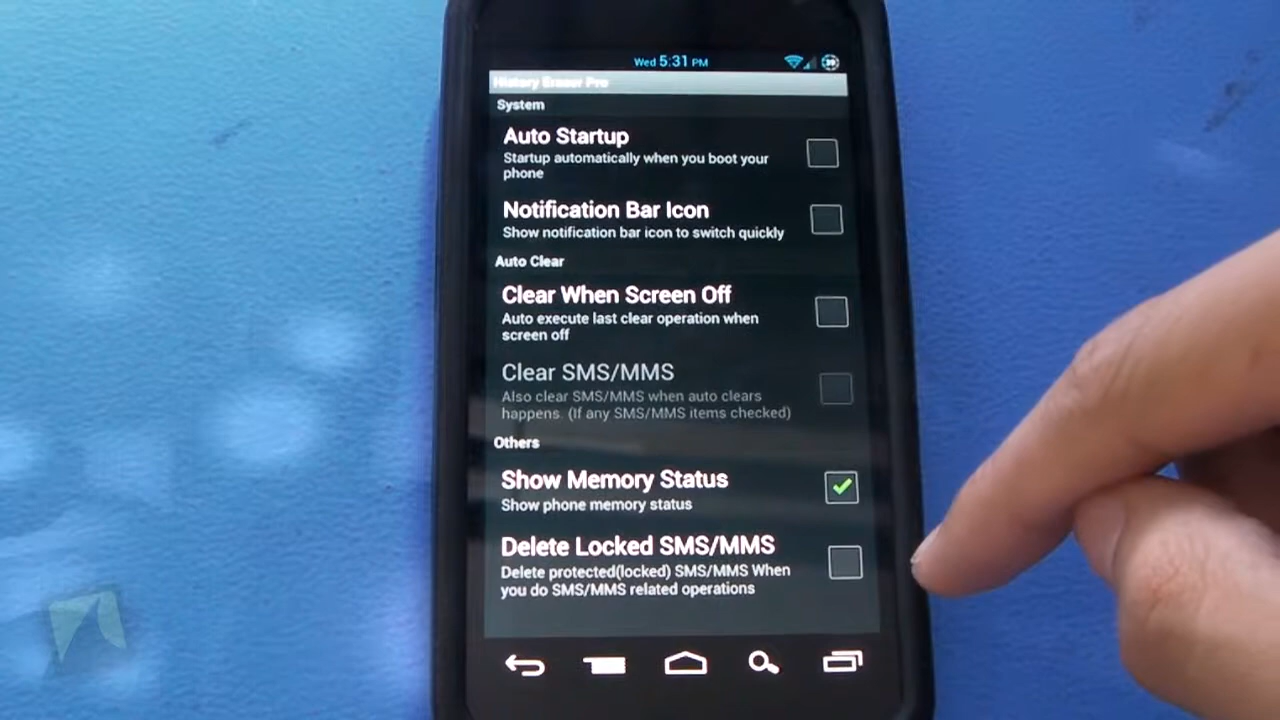 Wed 5:31 PM
History Eraser Pro
System
Auto Startup
Startup automatically when you boot your
phone
Notification Bar Icon
Show notification bar icon to switch quickly
Auto Clear
Clear When Screen Off
Auto execute last clear operation when
screen off
Clear SMS/MMS
Also clear SMS/MMS when auto clears
happens. (If any SMS/MMS items checked)
Others
Show Memory Status
Show phone memory status
Delete Locked SMS/MMS
Delete protected(locked) SMS/MMS When
you do SMS/MMS related operations